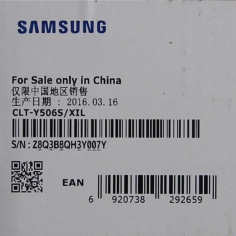 SAMSUNG
For Sale only in China
仅限中国地区销售
生产日期 : 2016.03.16
CLT-Y506S/XIL
S/N: Z8Q3B8QH3Y007Y
EAN
6 920738 292659